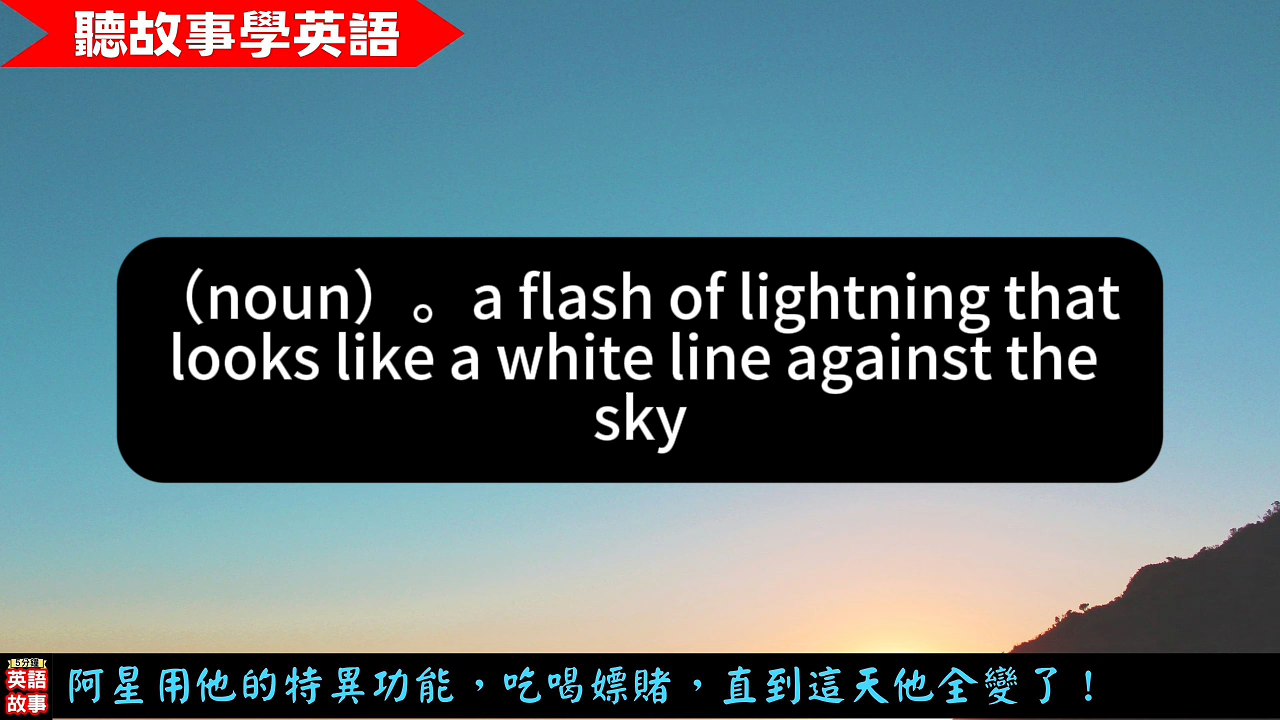 聽故事學英語
（noun）。a flash of lightning that
looks like a white line against the
sky
5分鐘
英語
故事
阿星用他的特異功能，吃喝嫖賭，直到這天他全變了！